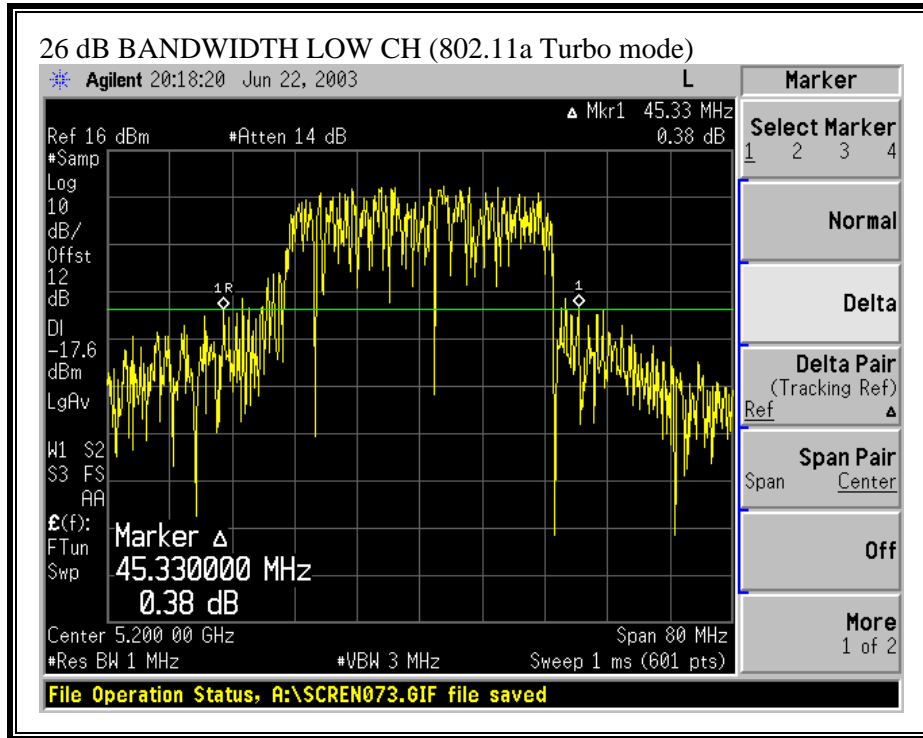 26 dB BANDWIDTH LOW CH (802.11a Turbo mode)
Agilent 20:18:20 Jun 22, 2003 L
Marker
Δ Mkr1 45.33 MHz
Ref 16 dBm #Atten 14 dB 0.38 dB
Select Marker
1 2 3 4
#Samp
Log
10
dB/
Offst
12
dB
DI
-17.6
dBm
LgAv
W1 S2
S3 FS
AA
£(f):
FTun
Swp
1R
1
Marker Δ
45.330000 MHz
0.38 dB
Center 5.200 00 GHz Span 80 MHz
#Res BW 1 MHz #VBW 3 MHz Sweep 1 ms (601 pts)
Normal
Delta
Delta Pair
(Tracking Ref)
Ref Δ
Span Pair
Span Center
Off
More
1 of 2
File Operation Status, A:\SCREN073.GIF file saved